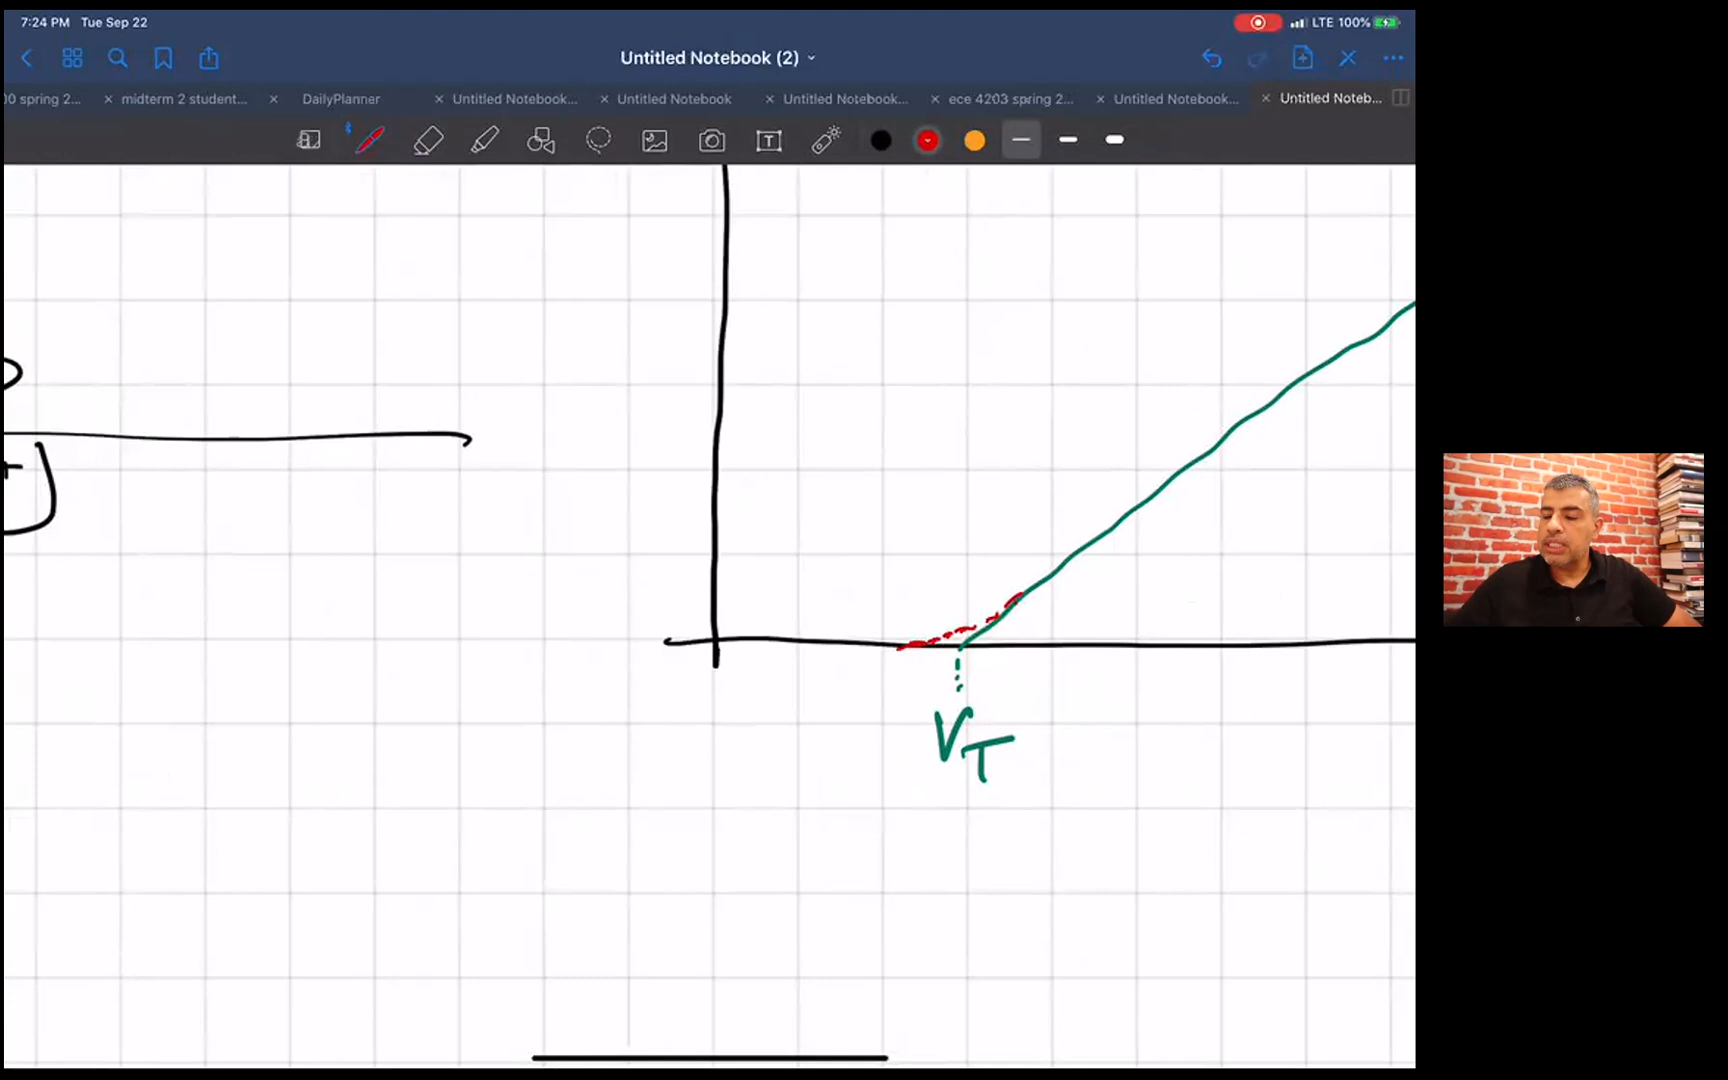 7:24 PM Tue Sep 22
LTE 100%
Untitled Notebook (2)
00 spring 2... midterm 2 student... DailyPlanner Untitled Notebook... Untitled Notebook Untitled Notebook... ece 4203 spring 2... Untitled Notebook... Untitled Noteb...
T
V_T